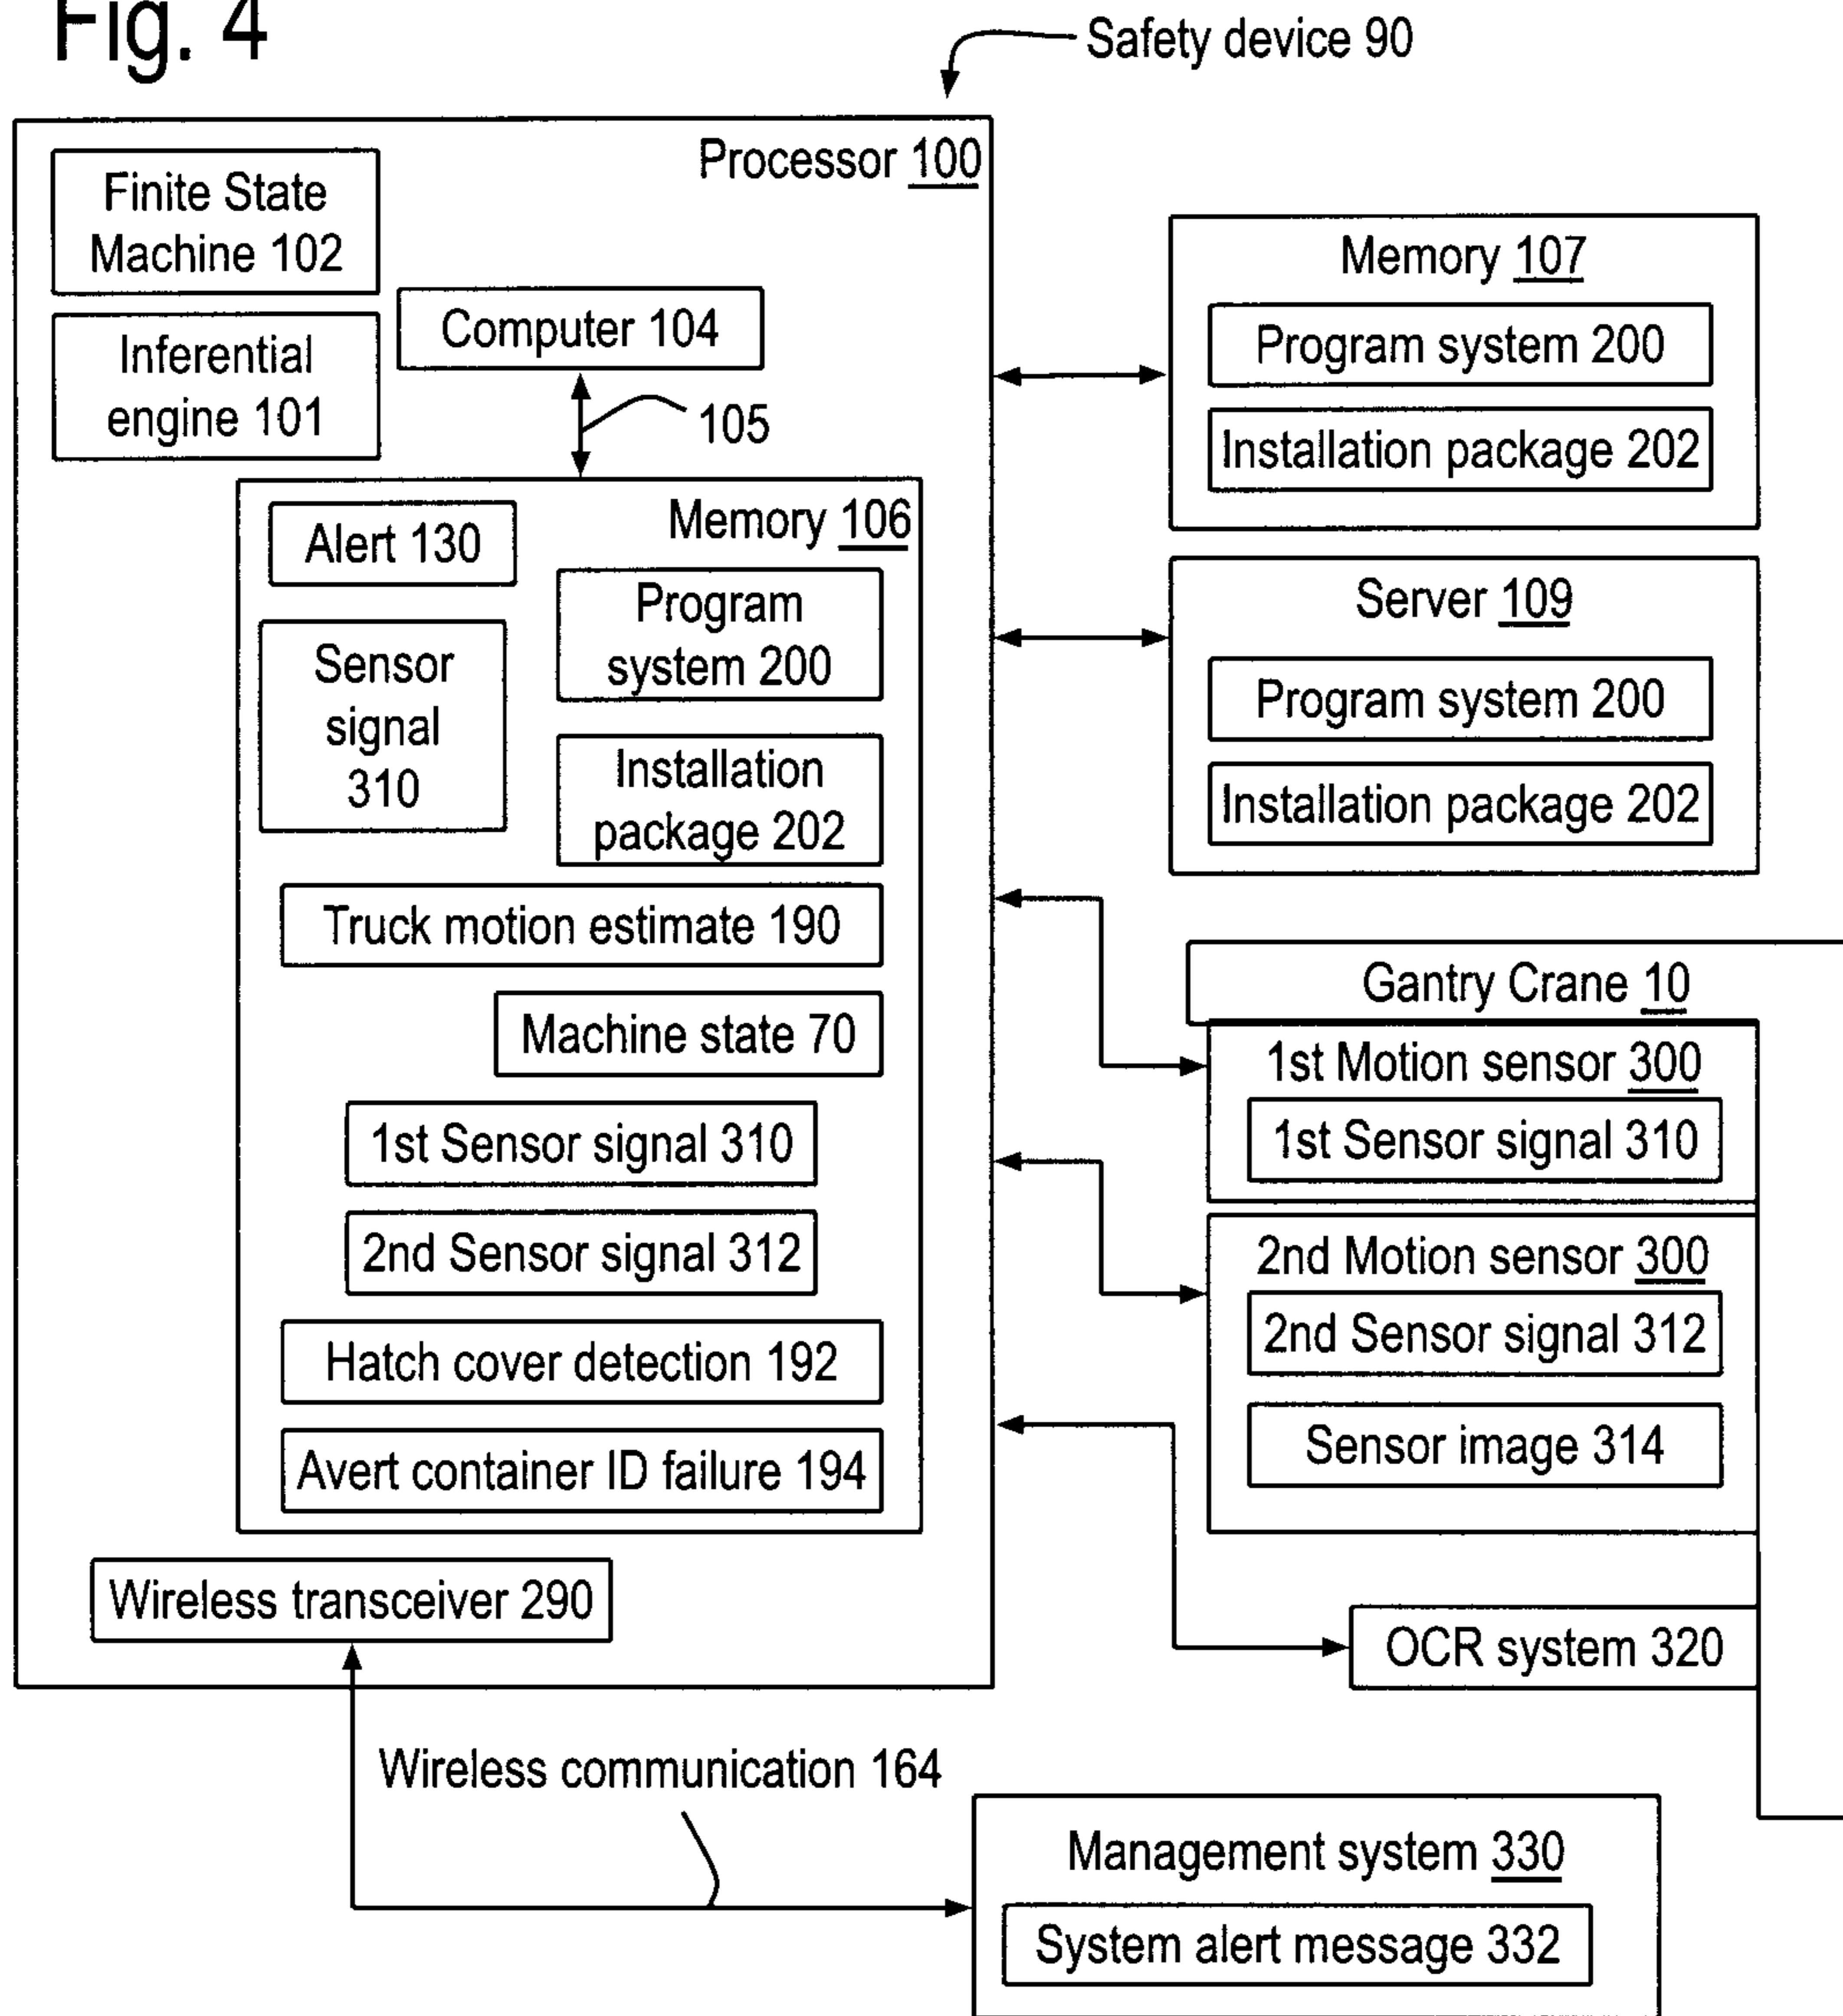 Fig. 4
Safety device 90
Processor 100
Finite State
Machine 102
Inferential
engine 101
Computer 104
105
Memory 106
Alert 130
Program
system 200
Sensor
signal
310
Installation
package 202
Truck motion estimate 190
Machine state 70
1st Sensor signal 310
2nd Sensor signal 312
Hatch cover detection 192
Avert container ID failure 194
Wireless transceiver 290
Memory 107
Program system 200
Installation package 202
Server 109
Program system 200
Installation package 202
Gantry Crane 10
1st Motion sensor 300
1st Sensor signal 310
2nd Motion sensor 300
2nd Sensor signal 312
Sensor image 314
OCR system 320
Wireless communication 164
Management system 330
System alert message 332